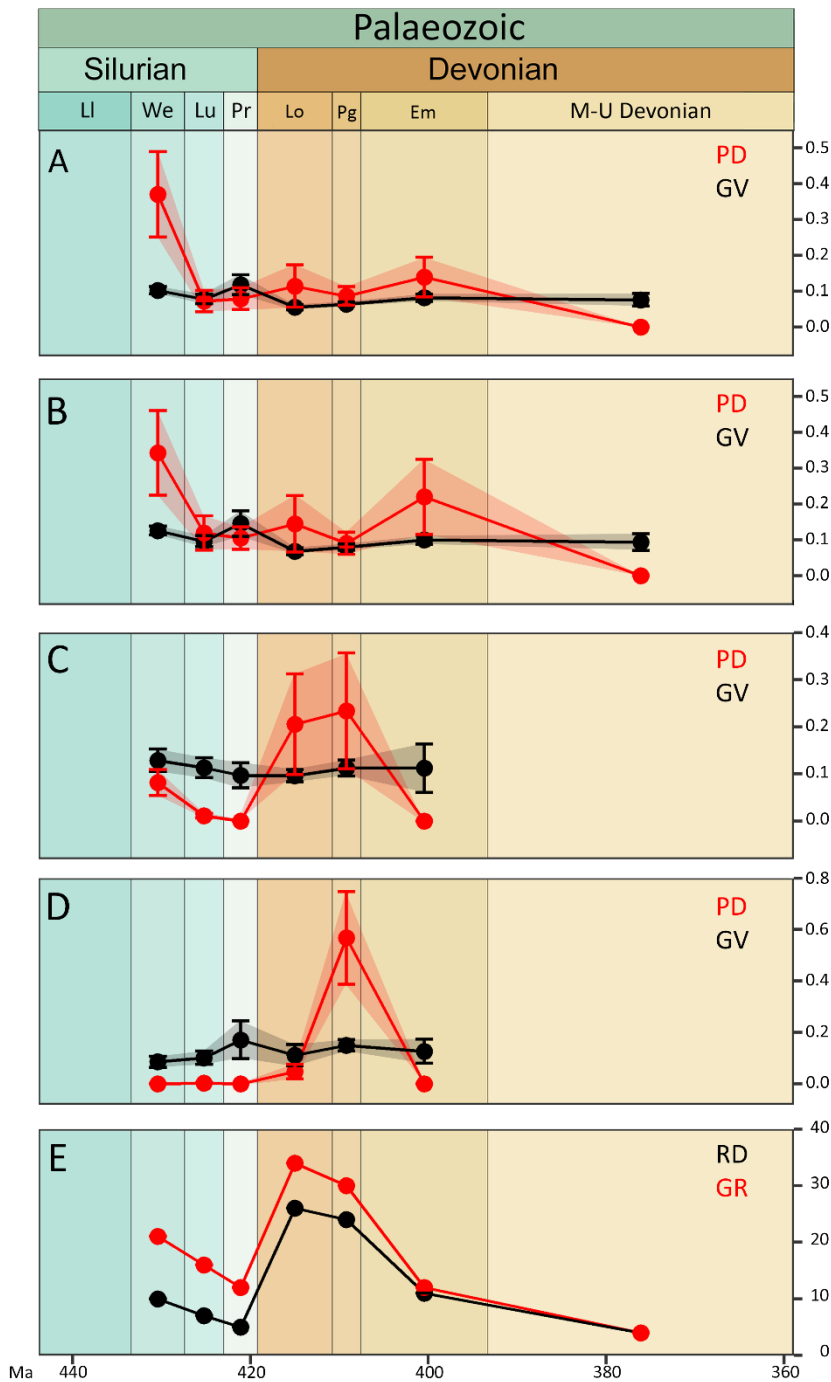 Palaeozoic
Silurian Devonian
Ll We Lu Pr Lo Pg Em M-U Devonian
A PD 0.5
GV 0.4
0.3
0.2
0.1
0.0
B PD 0.5
GV 0.4
0.3
0.2
0.1
0.0
C PD 0.4
GV 0.3
0.2
0.1
0.0
D PD 0.8
GV 0.6
0.4
0.2
0.0
E RD 40
GR 30
20
10
0
Ma 440 420 400 380 360